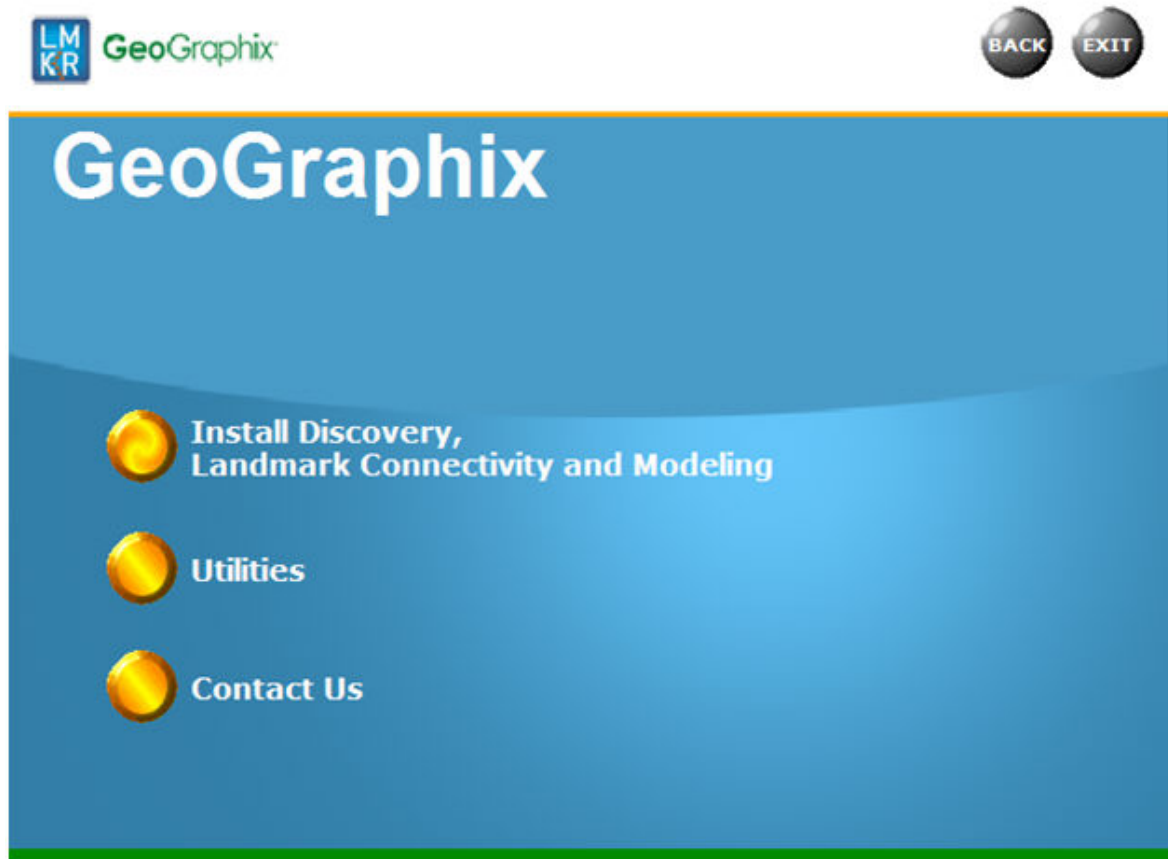 LM
KR
GeoGraphix
BACK
EXIT
GeoGraphix
Install Discovery,
Landmark Connectivity and Modeling
Utilities
Contact Us